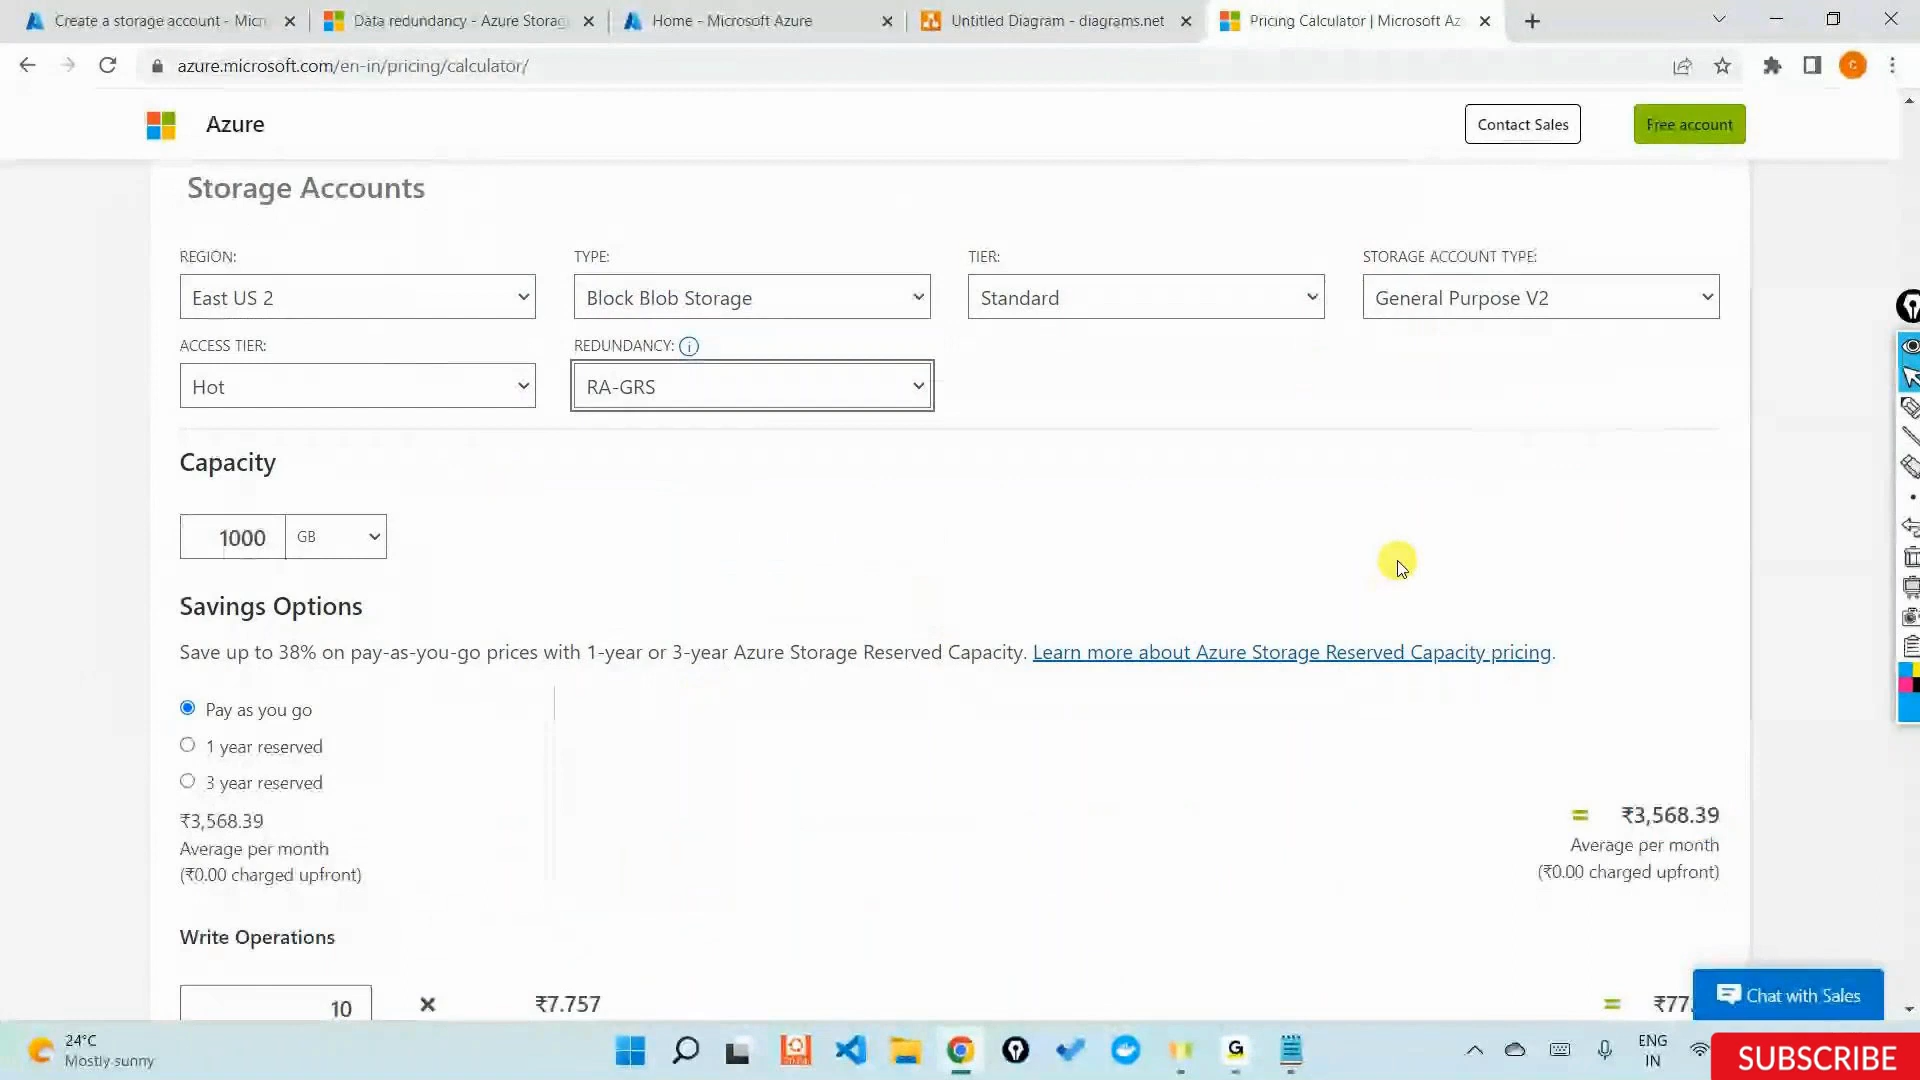 Create a storage account - Micr
Data redundancy - Azure Storag
Home - Microsoft Azure
Untitled Diagram - diagrams.net
Pricing Calculator | Microsoft Az
azure.microsoft.com/en-in/pricing/calculator/
C
Azure
Contact Sales
Free account
Storage Accounts
REGION:
TYPE:
TIER:
STORAGE ACCOUNT TYPE:
East US 2
Block Blob Storage
Standard
General Purpose V2
ACCESS TIER:
REDUNDANCY:
Hot
RA-GRS
Capacity
1000
GB
Savings Options
Save up to 38% on pay-as-you-go prices with 1-year or 3-year Azure Storage Reserved Capacity. Learn more about Azure Storage Reserved Capacity pricing.
Pay as you go
1 year reserved
3 year reserved
₹3,568.39
Average per month
(₹0.00 charged upfront)
= ₹3,568.39
Average per month
(₹0.00 charged upfront)
Write Operations
10
₹7.757
= ₹77.
Chat with Sales
24°C
Mostly sunny
G
ENG
IN
SUBSCRIBE